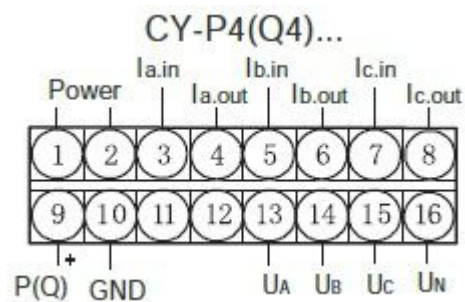 CY-P4(Q4)...
Ia.in Ib.in Ic.in
Power Ia.out Ib.out Ic.out
1 2 3 4 5 6 7 8
9 10 11 12 13 14 15 16
+
P(Q) GND UA UB UC UN